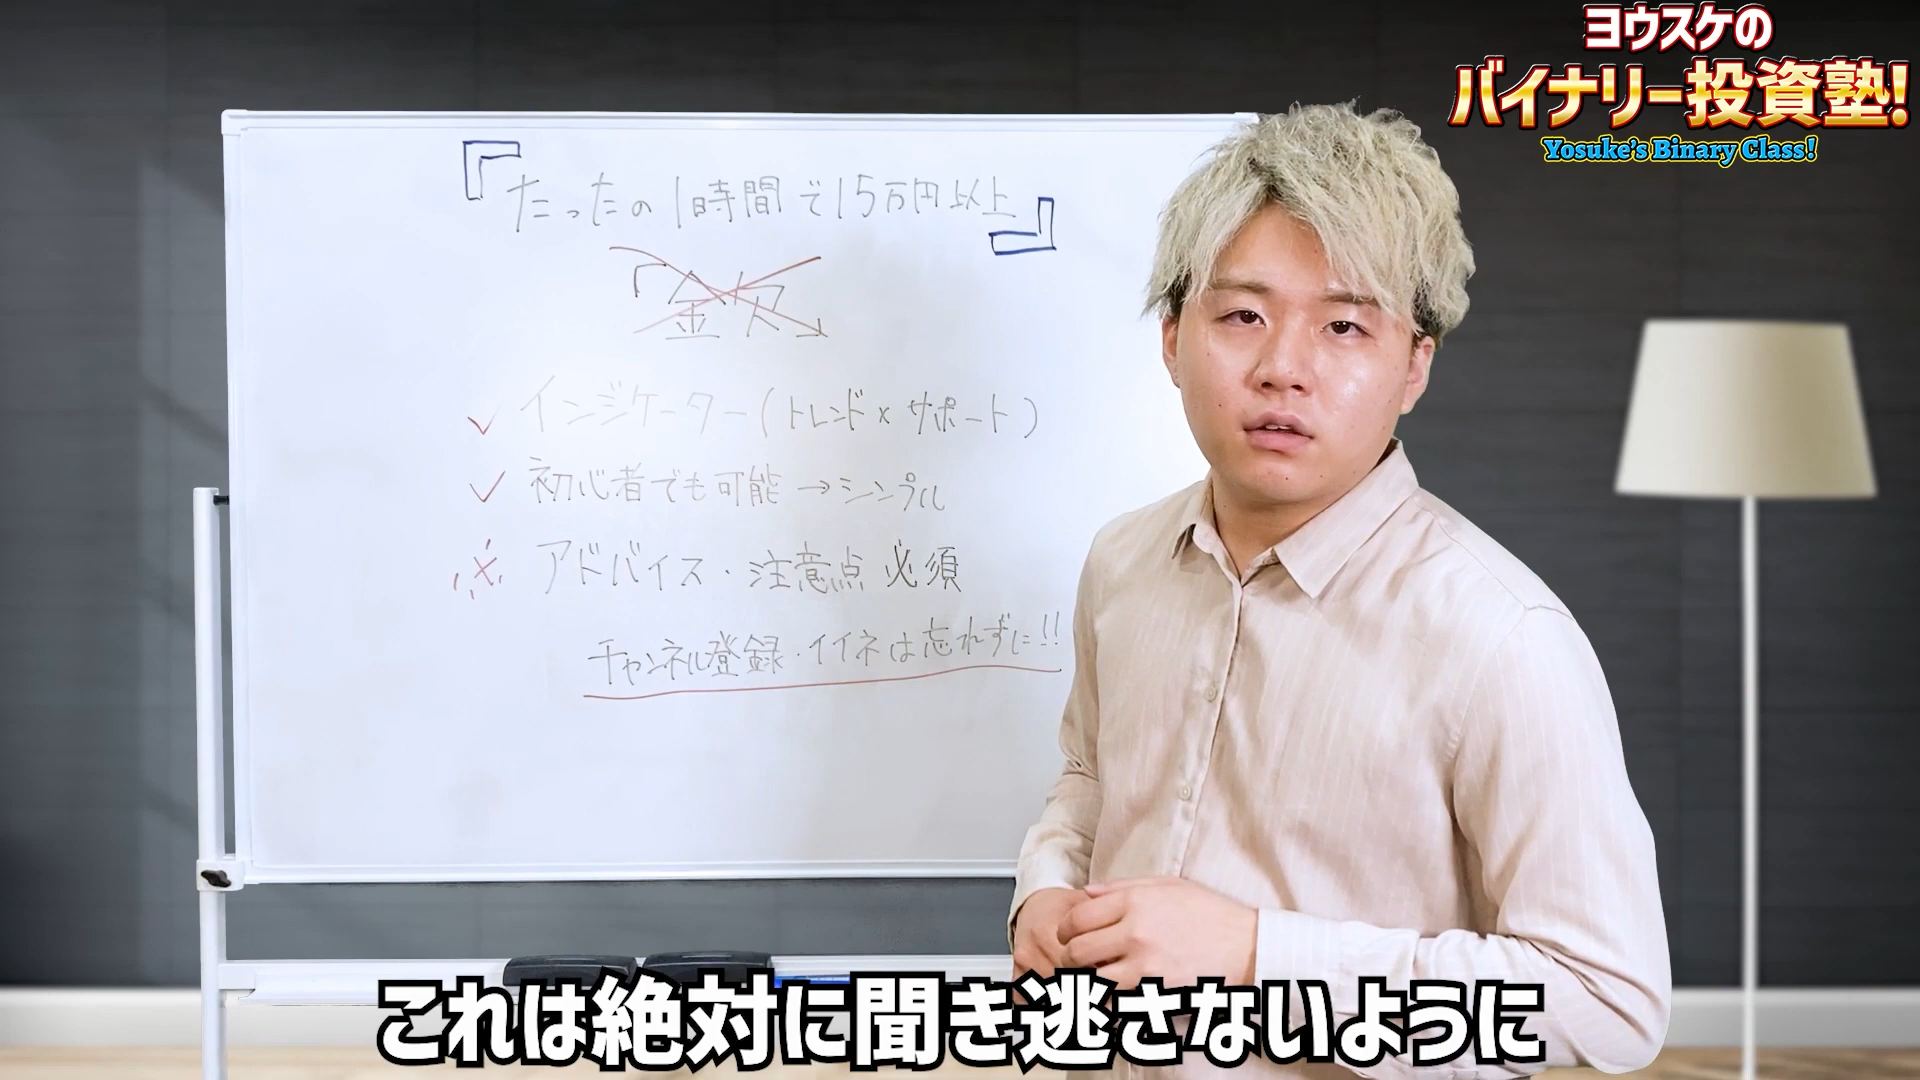 ヨウスケの
バイナリー投資塾!
Yosuke's Binary Class!
『たったの1時間で15万円以上』
「金欠」
インジケーター(トレンド×サポート)
初心者でも可能→シンプル
※ アドバイス・注意点 必須
チャンネル登録・イイネは忘れずに!!
これは絶対に聞き逃さないように